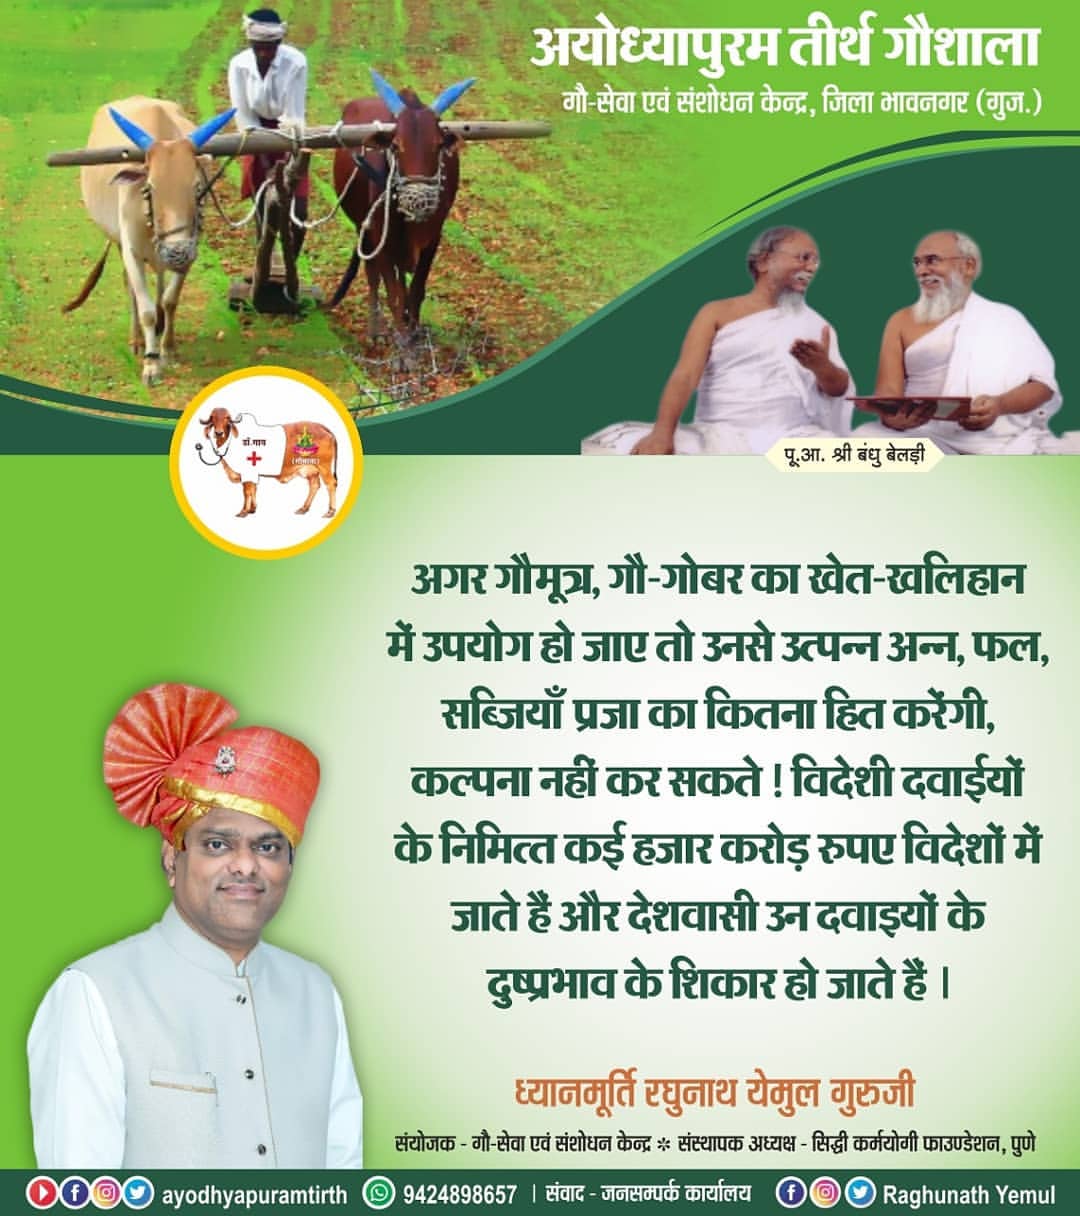 अयोध्यापुरम तीर्थ गौशाला
गौ-सेवा एवं संशोधन केन्द्र, जिला भावनगर (गुज.)
पू.आ. श्री बंधु बेलड़ी
डॉ.गाय
(गौमाता)
अगर गौमूत्र, गौ-गोबर का खेत-खलिहान
में उपयोग हो जाए तो उनसे उत्पन्न अन्न, फल,
सब्जियाँ प्रजा का कितना हित करेंगी,
कल्पना नहीं कर सकते ! विदेशी दवाईयों
के निमित्त कई हजार करोड़ रुपए विदेशों में
जाते हैं और देशवासी उन दवाइयों के
दुष्प्रभाव के शिकार हो जाते हैं ।
ध्यानमूर्ति रघुनाथ येमुल गुरुजी
संयोजक - गौ-सेवा एवं संशोधन केन्द्र * संस्थापक अध्यक्ष - सिद्धी कर्मयोगी फाउण्डेशन, पुणे
ayodhyapuramtirth 9424898657 | संवाद - जनसम्पर्क कार्यालय Raghunath Yemul